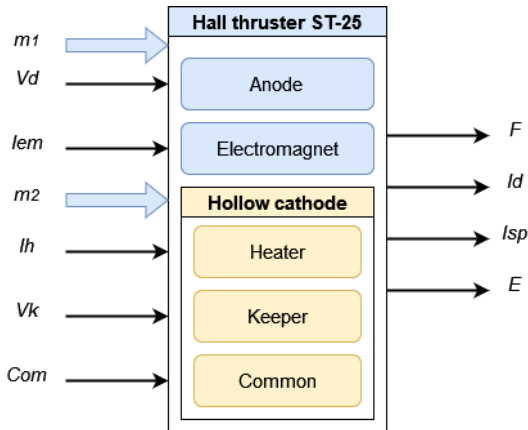 Hall thruster ST-25
m1
Vd
Anode
Iem
Electromagnet
m2
Hollow cathode
Ih
Heater
Vk
Keeper
Com
Common
F
Id
Isp
E